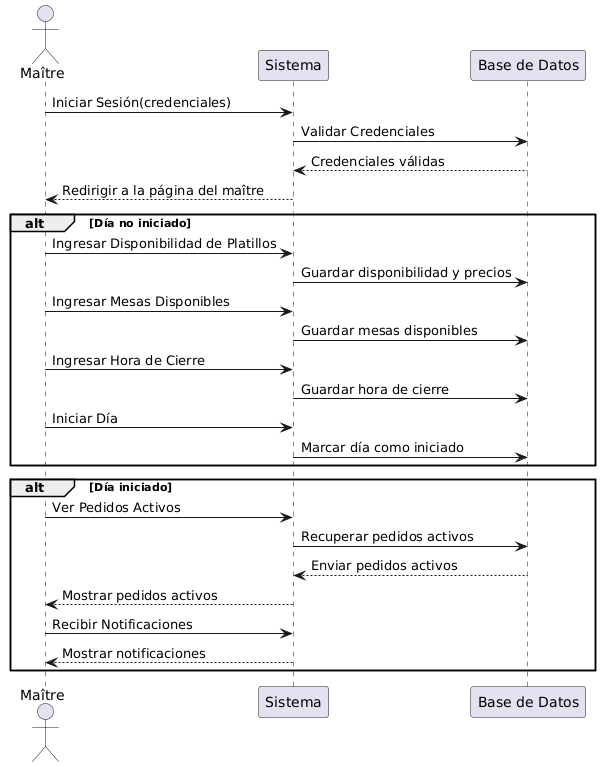 Maître
Sistema
Base de Datos
Iniciar Sesión(credenciales)
Validar Credenciales
Credenciales válidas
Redirigir a la página del maître
alt [Día no iniciado]
Ingresar Disponibilidad de Platillos
Guardar disponibilidad y precios
Ingresar Mesas Disponibles
Guardar mesas disponibles
Ingresar Hora de Cierre
Guardar hora de cierre
Iniciar Día
Marcar día como iniciado
alt [Día iniciado]
Ver Pedidos Activos
Recuperar pedidos activos
Enviar pedidos activos
Mostrar pedidos activos
Recibir Notificaciones
Mostrar notificaciones
Maître
Sistema
Base de Datos